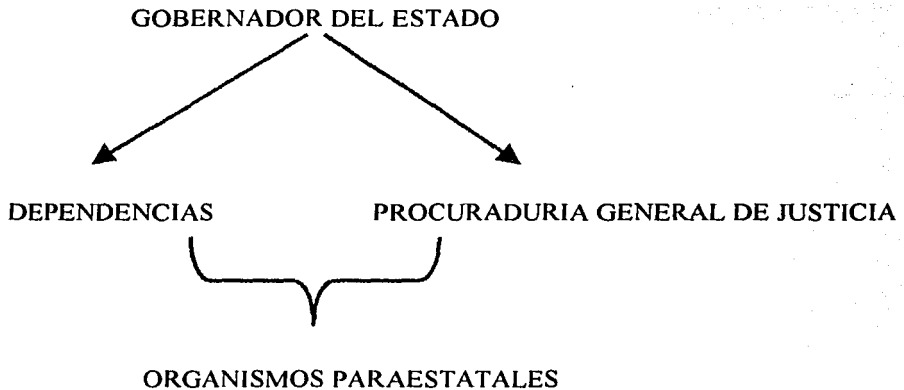 GOBERNADOR DEL ESTADO
DEPENDENCIAS PROCURADURIA GENERAL DE JUSTICIA
ORGANISMOS PARAESTATALES